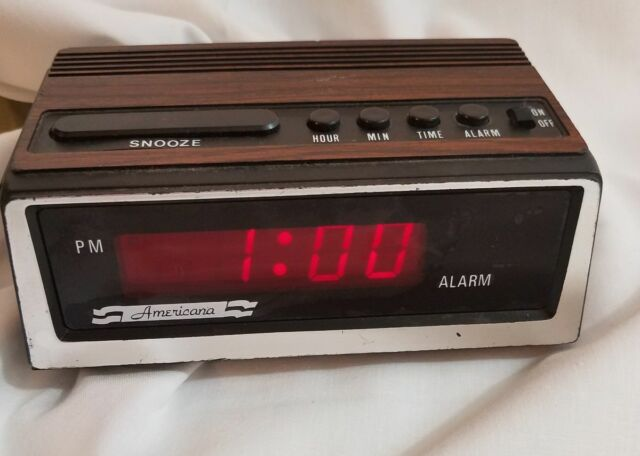 SNOOZE
HOUR MIN TIME ALARM
ON
OFF
PM
1:00
ALARM
Americana